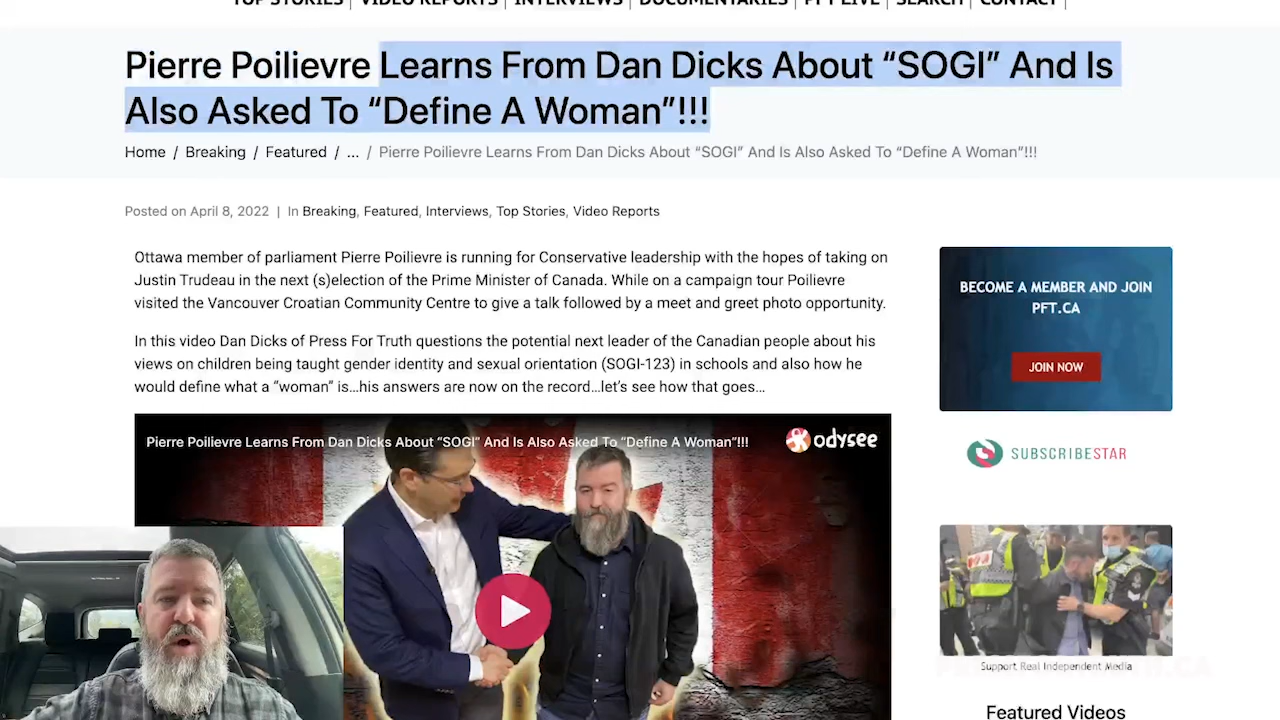 TOP STORIES | VIDEO REPORTS | INTERVIEWS | DOCUMENTARIES | PFT LIVE | SEARCH | CONTACT |
Pierre Poilievre Learns From Dan Dicks About “SOGI” And Is
Also Asked To “Define A Woman”!!!
Home / Breaking / Featured / ... / Pierre Poilievre Learns From Dan Dicks About “SOGI” And Is Also Asked To “Define A Woman”!!!
Posted on April 8, 2022 | In Breaking, Featured, Interviews, Top Stories, Video Reports
Ottawa member of parliament Pierre Poilievre is running for Conservative leadership with the hopes of taking on
Justin Trudeau in the next (s)election of the Prime Minister of Canada. While on a campaign tour Poilievre
visited the Vancouver Croatian Community Centre to give a talk followed by a meet and greet photo opportunity.
In this video Dan Dicks of Press For Truth questions the potential next leader of the Canadian people about his
views on children being taught gender identity and sexual orientation (SOGI-123) in schools and also how he
would define what a “woman” is...his answers are now on the record...let’s see how that goes...
Pierre Poilievre Learns From Dan Dicks About “SOGI” And Is Also Asked To “Define A Woman”!!!
odysee
BECOME A MEMBER AND JOIN
PFT.CA
JOIN NOW
SUBSCRIBESTAR
Support Real Independent Media
Featured Videos